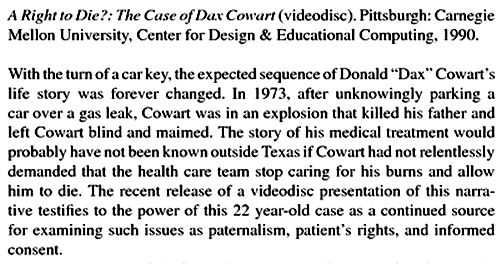 A Right to Die?: The Case of Dax Cowart (videodisc). Pittsburgh: Carnegie
Mellon University, Center for Design & Educational Computing, 1990.
With the turn of a car key, the expected sequence of Donald “Dax” Cowart’s
life story was forever changed. In 1973, after unknowingly parking a
car over a gas leak, Cowart was in an explosion that killed his father and
left Cowart blind and maimed. The story of his medical treatment would
probably have not been known outside Texas if Cowart had not relentlessly
demanded that the health care team stop caring for his burns and allow
him to die. The recent release of a videodisc presentation of this narra-
tive testifies to the power of this 22 year-old case as a continued source
for examining such issues as paternalism, patient’s rights, and informed
consent.